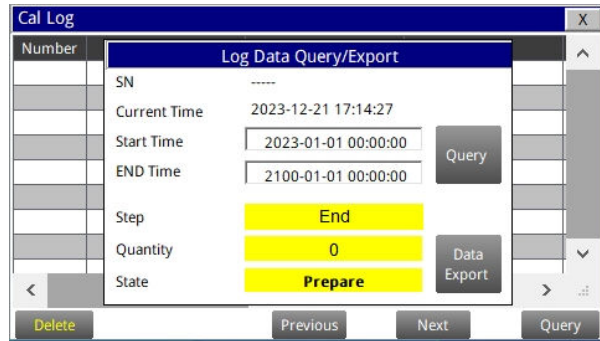 Cal Log X
Number
Log Data Query/Export
SN -----
Current Time 2023-12-21 17:14:27
Start Time 2023-01-01 00:00:00
Query
END Time 2100-01-01 00:00:00
Step End
Quantity 0
Data Export
State Prepare
Delete Previous Next Query